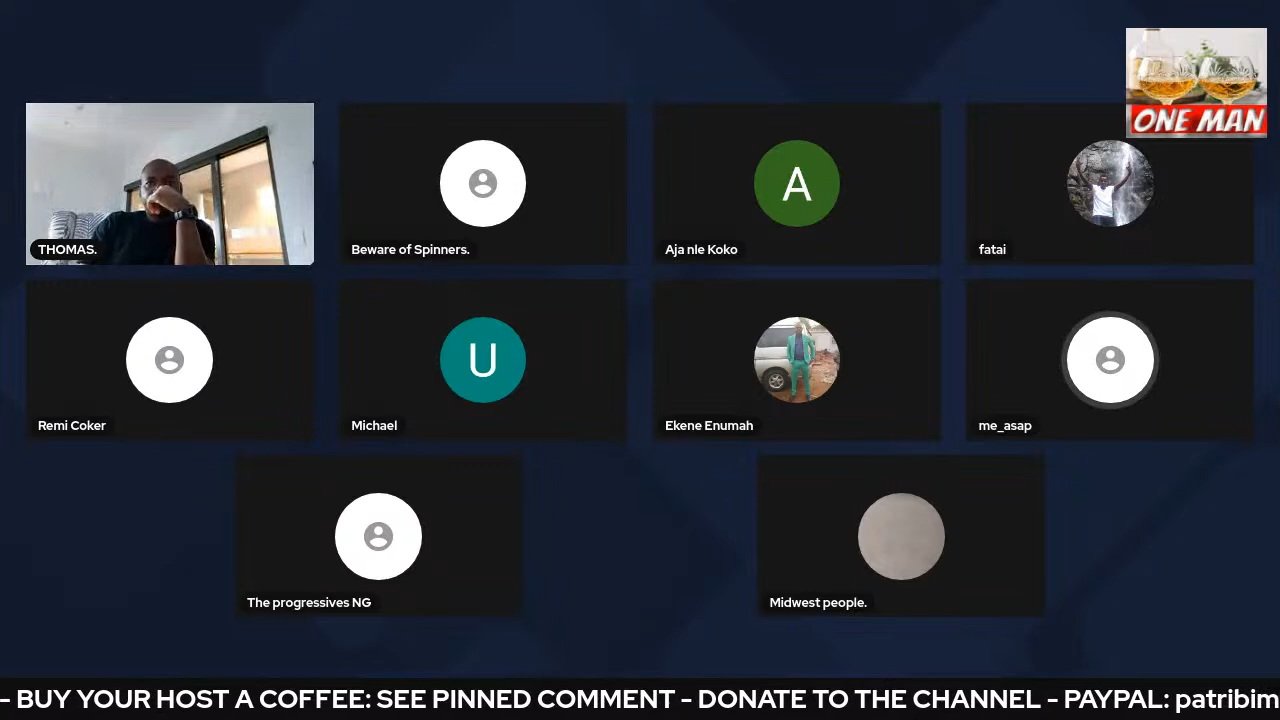 ONE MAN
THOMAS.
Beware of Spinners.
A
Aja nle Koko
fatai
Remi Coker
U
Michael
Ekene Enumah
me_asap
The progressives NG
Midwest people.
- BUY YOUR HOST A COFFEE: SEE PINNED COMMENT - DONATE TO THE CHANNEL - PAYPAL: patribim